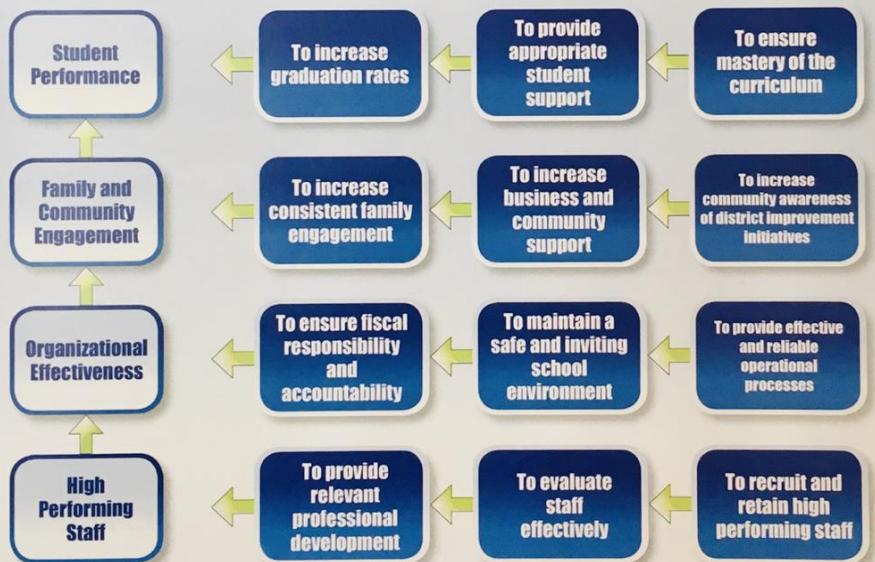 Student
Performance
To increase
graduation rates
To provide
appropriate
student
support
To ensure
mastery of the
curriculum
Family and
Community
Engagement
To increase
consistent family
engagement
To increase
business and
community
support
To increase
community awareness
of district improvement
initiatives
Organizational
Effectiveness
To ensure fiscal
responsibility
and
accountability
To maintain a
safe and inviting
school
environment
To provide effective
and reliable
operational
processes
High
Performing
Staff
To provide
relevant
professional
development
To evaluate
staff
effectively
To recruit and
retain high
performing staff